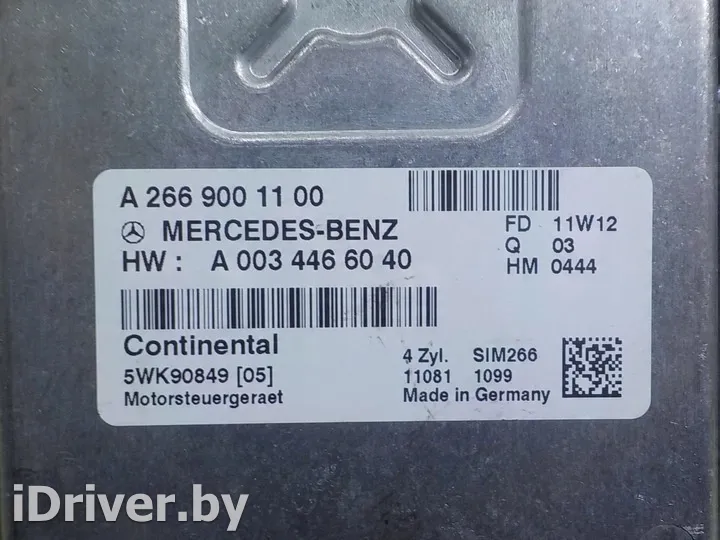 A 266 900 11 00
MERCEDES-BENZ
HW : A 003 446 60 40
FD 11W12
Q 03
HM 0444
Continental
5WK90849 [05]
Motorsteuergeraet
4 Zyl. SIM266
11081 1099
Made in Germany
iDriver.by